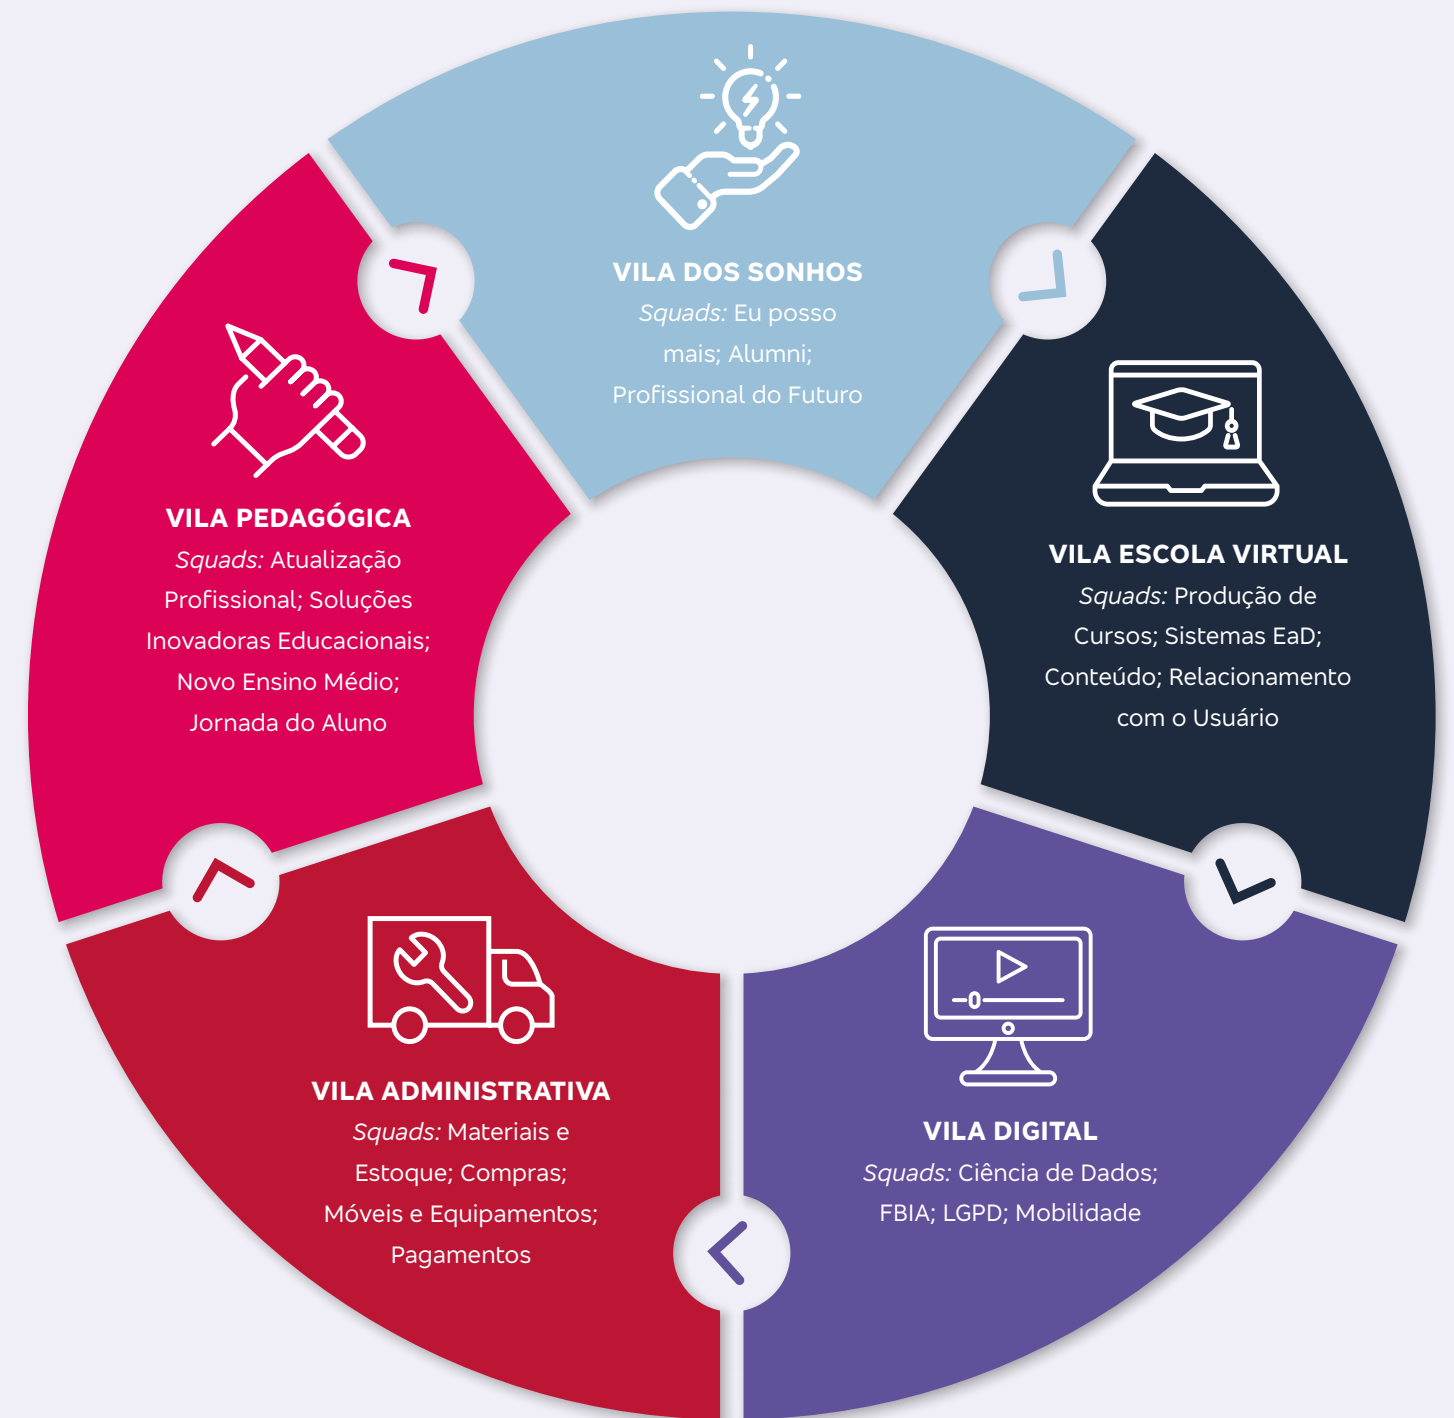 VILA DOS SONHOS
Squads: Eu posso
mais; Alumni;
Profissional do Futuro
VILA ESCOLA VIRTUAL
Squads: Produção de
Cursos; Sistemas EaD;
Conteúdo; Relacionamento
com o Usuário
VILA DIGITAL
Squads: Ciência de Dados;
FBIA; LGPD; Mobilidade
VILA ADMINISTRATIVA
Squads: Materiais e
Estoque; Compras;
Móveis e Equipamentos;
Pagamentos
VILA PEDAGÓGICA
Squads: Atualização
Profissional; Soluções
Inovadoras Educacionais;
Novo Ensino Médio;
Jornada do Aluno